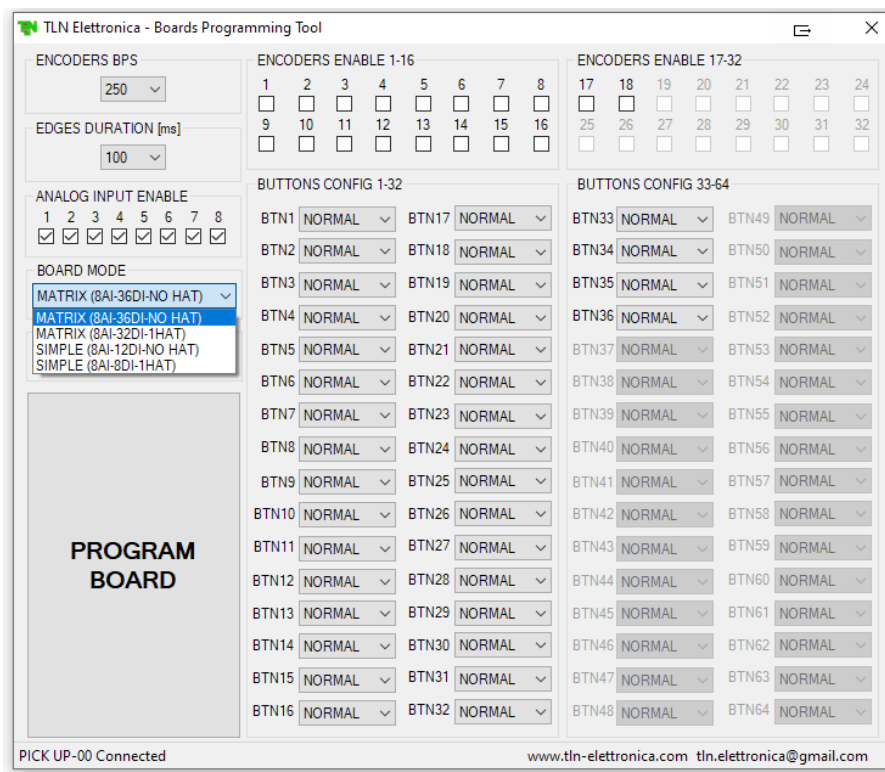 TLN Elettronica - Boards Programming Tool
ENCODERS BPS
250
EDGES DURATION [ms]
100
ANALOG INPUT ENABLE
1 2 3 4 5 6 7 8
BOARD MODE
MATRIX (8AI-36DI-NO HAT)
MATRIX (8AI-36DI-NO HAT)
MATRIX (8AI-32DI-1HAT)
SIMPLE (8AI-12DI-NO HAT)
SIMPLE (8AI-8DI-1HAT)
PROGRAM
BOARD
ENCODERS ENABLE 1-16
1 2 3 4 5 6 7 8
9 10 11 12 13 14 15 16
ENCODERS ENABLE 17-32
17 18 19 20 21 22 23 24
25 26 27 28 29 30 31 32
BUTTONS CONFIG 1-32
BTN1 NORMAL BTN17 NORMAL
BTN2 NORMAL BTN18 NORMAL
BTN3 NORMAL BTN19 NORMAL
BTN4 NORMAL BTN20 NORMAL
BTN5 NORMAL BTN21 NORMAL
BTN6 NORMAL BTN22 NORMAL
BTN7 NORMAL BTN23 NORMAL
BTN8 NORMAL BTN24 NORMAL
BTN9 NORMAL BTN25 NORMAL
BTN10 NORMAL BTN26 NORMAL
BTN11 NORMAL BTN27 NORMAL
BTN12 NORMAL BTN28 NORMAL
BTN13 NORMAL BTN29 NORMAL
BTN14 NORMAL BTN30 NORMAL
BTN15 NORMAL BTN31 NORMAL
BTN16 NORMAL BTN32 NORMAL
BUTTONS CONFIG 33-64
BTN33 NORMAL BTN49 NORMAL
BTN34 NORMAL BTN50 NORMAL
BTN35 NORMAL BTN51 NORMAL
BTN36 NORMAL BTN52 NORMAL
BTN37 NORMAL BTN53 NORMAL
BTN38 NORMAL BTN54 NORMAL
BTN39 NORMAL BTN55 NORMAL
BTN40 NORMAL BTN56 NORMAL
BTN41 NORMAL BTN57 NORMAL
BTN42 NORMAL BTN58 NORMAL
BTN43 NORMAL BTN59 NORMAL
BTN44 NORMAL BTN60 NORMAL
BTN45 NORMAL BTN61 NORMAL
BTN46 NORMAL BTN62 NORMAL
BTN47 NORMAL BTN63 NORMAL
BTN48 NORMAL BTN64 NORMAL
PICK UP-00 Connected
www.tln-elettronica.com tln.elettronica@gmail.com